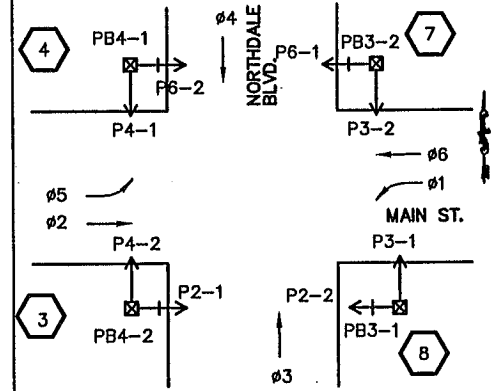 4
PB4-1
P6-2
P4-1
ø4
NORTHDALE
BLVD.
P6-1
PB3-2
7
P3-2
ø6
ø1
MAIN ST.
ø5
ø2
P4-2
P2-1
PB4-2
3
P3-1
P2-2
PB3-1
8
ø3